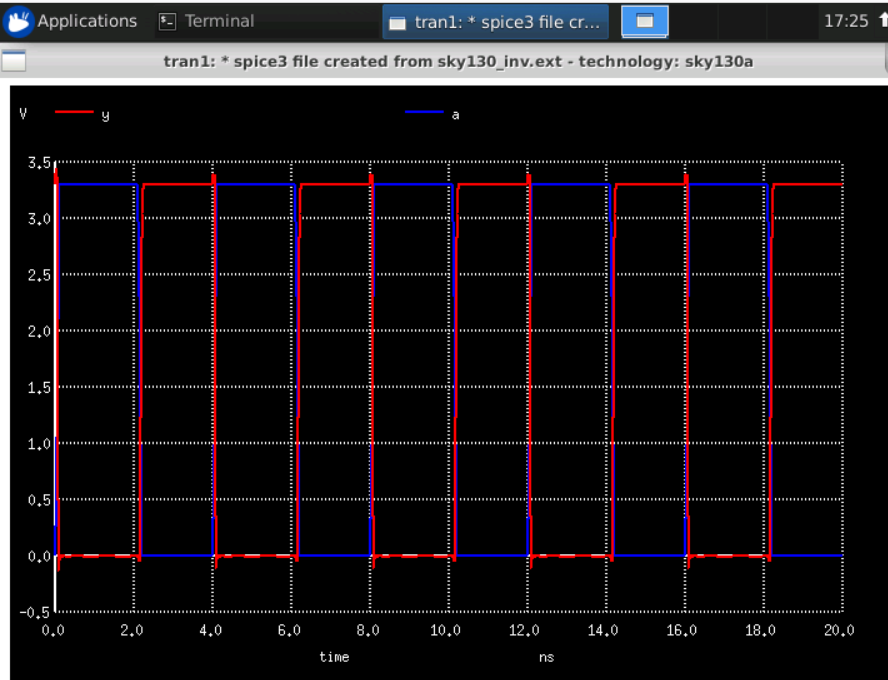 Applications Terminal tran1: * spice3 file cr... 17:25
tran1: * spice3 file created from sky130_inv.ext - technology: sky130a
V y a
3.5
3.0
2.5
2.0
1.5
1.0
0.5
0.0
-0.5
0.0 2.0 4.0 6.0 8.0 10.0 12.0 14.0 16.0 18.0 20.0
time ns